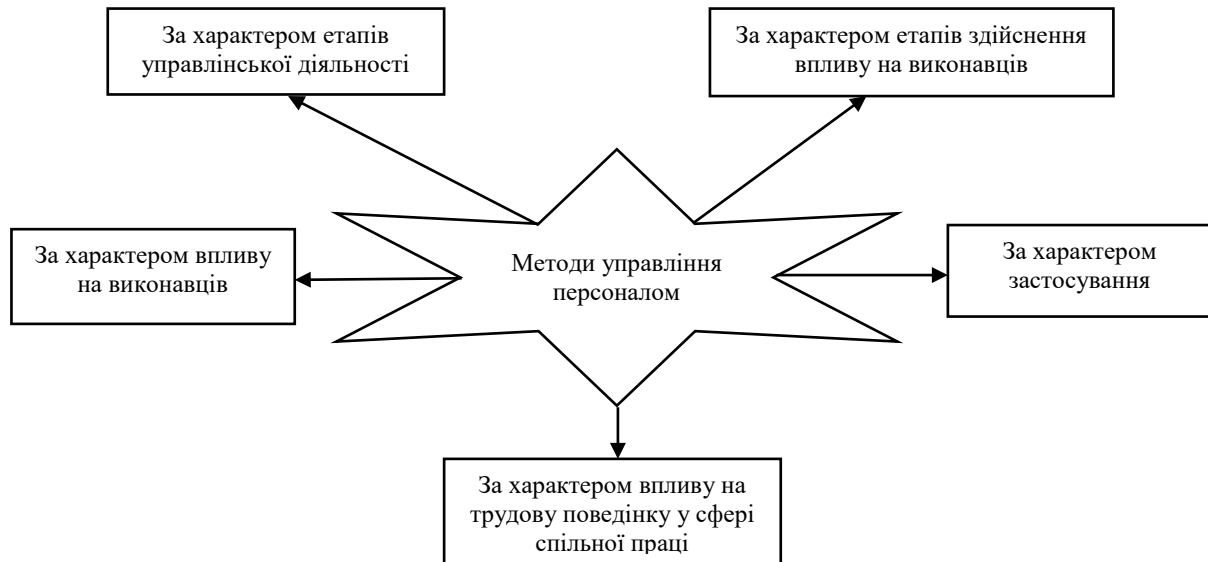 За характером етапів
управлінської діяльності
За характером етапів здійснення
впливу на виконавців
За характером впливу
на виконавців
Методи управління
персоналом
За характером
застосування
За характером впливу на
трудову поведінку у сфері
спільної праці